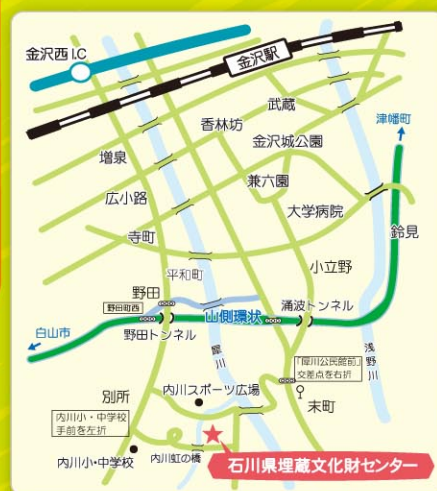 金沢西 I.C
金沢駅
武蔵
津幡町
香林坊
金沢城公園
増泉
兼六園
広小路
大学病院
鈴見
寺町
平和町
小立野
野田
野田町西
山側環状
涌波トンネル
白山市
野田トンネル
犀川
浅野川
「犀川公民館前」
交差点を右折
別所
内川スポーツ広場
末町
内川小・中学校
手前を左折
内川小・中学校
内川虹の橋
石川県埋蔵文化財センター